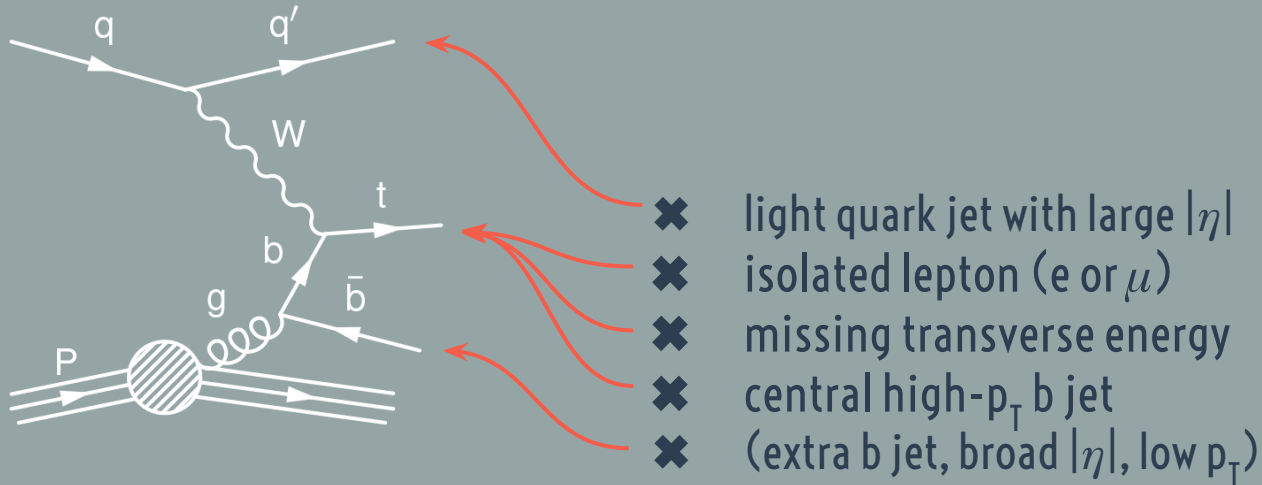 q
q′
W
t
b
g
b̄
P
✖ light quark jet with large |η|
✖ isolated lepton (e or μ)
✖ missing transverse energy
✖ central high-p_T b jet
✖ (extra b jet, broad |η|, low p_T)